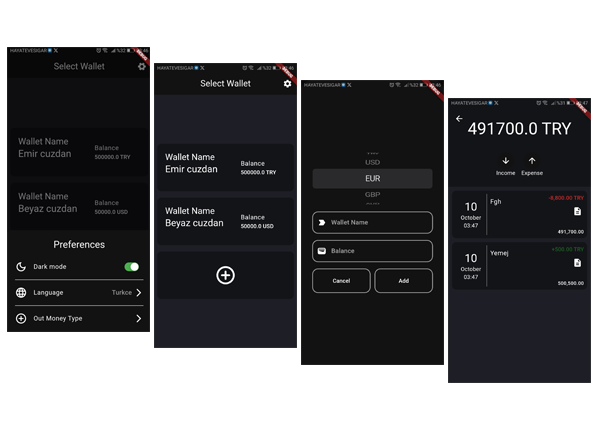 HAYATEVESIGAR
Select Wallet
Wallet Name
Emir cuzdan
Balance
500000.0 TRY
Wallet Name
Beyaz cuzdan
Balance
50000.0 USD
Preferences
Dark mode
Language
Turkce
Out Money Type
HAYATEVESIGAR
Select Wallet
Wallet Name
Emir cuzdan
Balance
500000.0 TRY
Wallet Name
Beyaz cuzdan
Balance
50000.0 USD
HAYATEVESIGAR
USD
EUR
GBP
Wallet Name
Balance
Cancel
Add
HAYATEVESIGAR
491700.0 TRY
Income
Expense
10
October
03:47
Fgh
-8,800.00 TRY
491,700.00
10
October
03:47
Yemej
+500.00 TRY
500,500.00